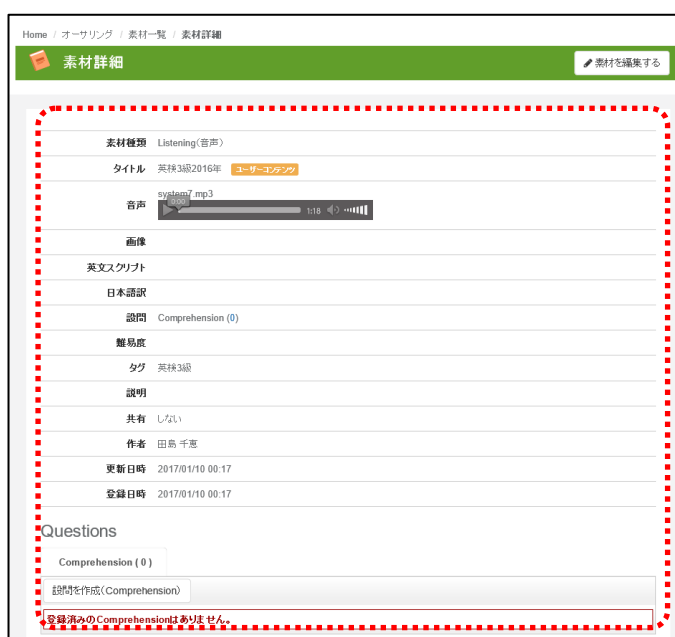 Home / オーサリング / 素材一覧 / 素材詳細
素材詳細
素材を編集する
素材種類 Listening(音声)
タイトル 英検3級2016年 ユーザーコンテンツ
音声 system7.mp3
0:00 1:18
画像
英文スクリプト
日本語訳
設問 Comprehension (0)
難易度
タグ 英検3級
説明
共有 しない
作者 田島 千恵
更新日時 2017/01/10 00:17
登録日時 2017/01/10 00:17
Questions
Comprehension ( 0 )
設問を作成(Comprehension)
登録済みのComprehensionはありません。